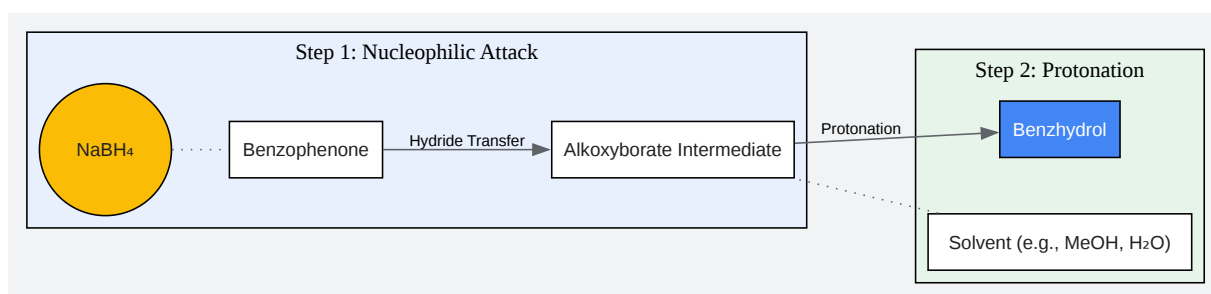 Step 1: Nucleophilic Attack
NaBH₄
Benzophenone
Hydride Transfer
Alkoxyborate Intermediate
Protonation
Step 2: Protonation
Benzhydrol
Solvent (e.g., MeOH, H₂O)